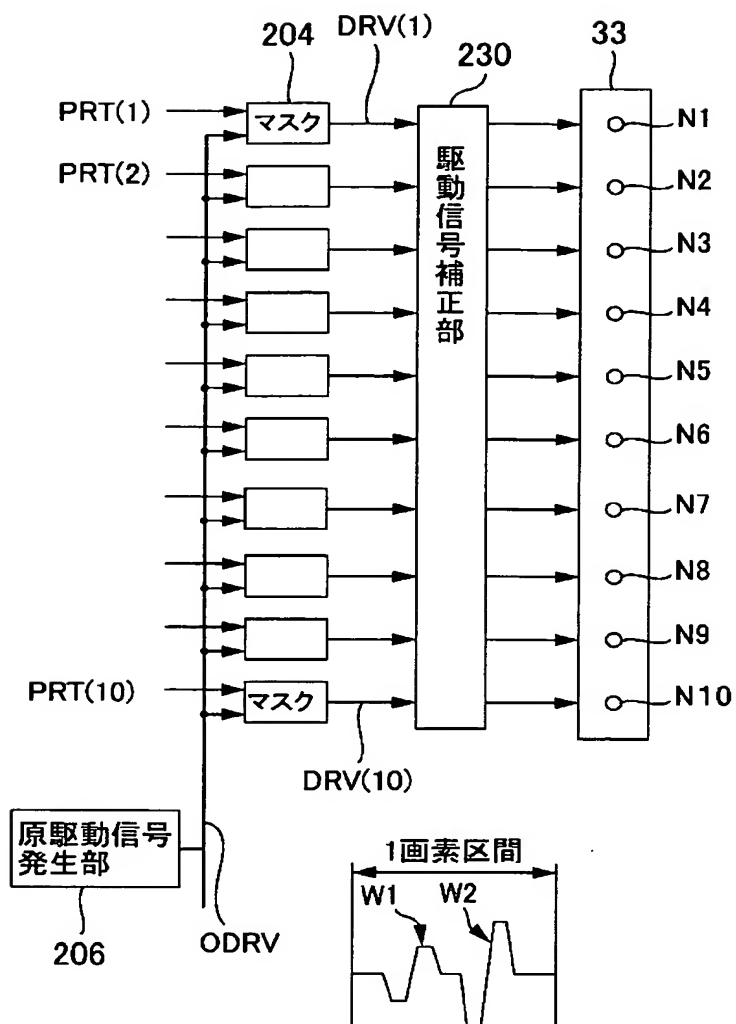 204
DRV(1)
230
33
PRT(1)
マスク
N1
PRT(2)
N2
駆動信号補正部
N3
N4
N5
N6
N7
N8
N9
PRT(10)
マスク
N10
DRV(10)
原駆動信号
発生部
206
ODRV
1画素区間
W1
W2